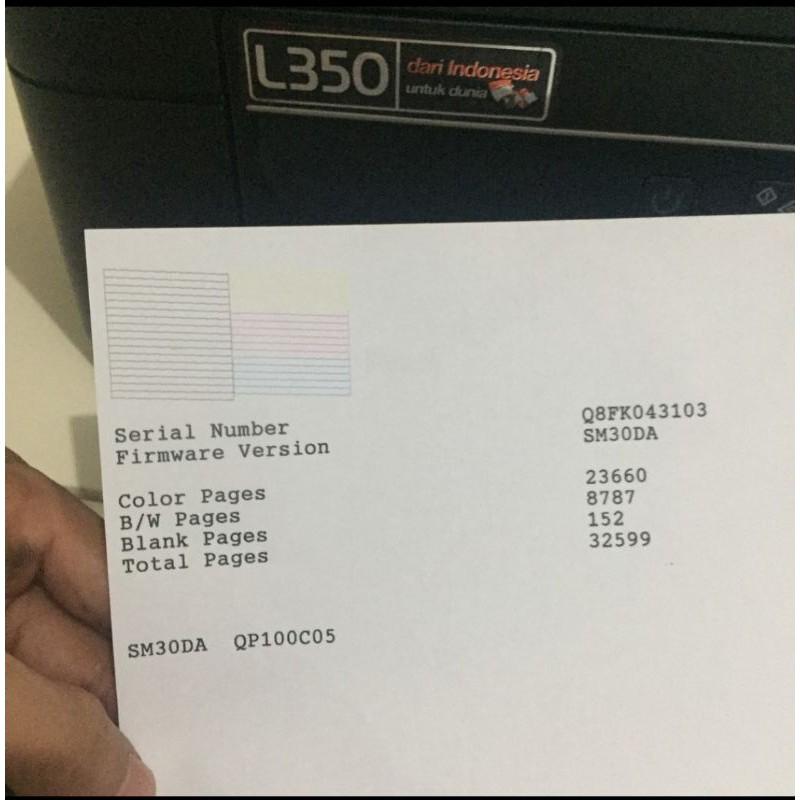 L350
dari Indonesia
untuk dunia
Serial Number Q8FK043103
Firmware Version SM30DA
Color Pages 23660
B/W Pages 8787
Blank Pages 152
Total Pages 32599
SM30DA QP100C05